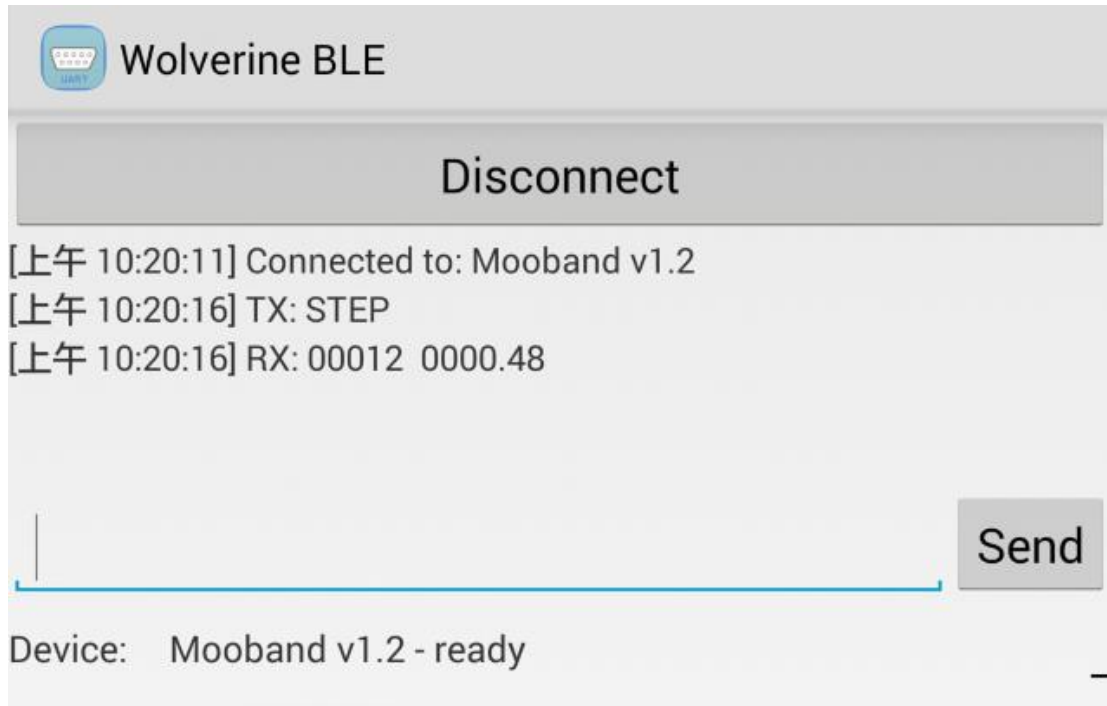 UART
Wolverine BLE
Disconnect
[上午 10:20:11] Connected to: Mooband v1.2
[上午 10:20:16] TX: STEP
[上午 10:20:16] RX: 00012  0000.48
Send
Device:    Mooband v1.2 - ready